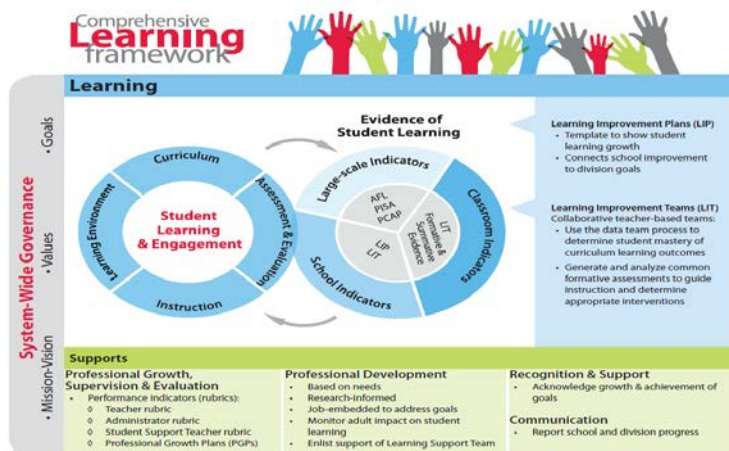 Comprehensive
Learning
framework
Learning
System-Wide Governance
• Mission-Vision
• Values
• Goals
Curriculum
Learning Environment
Assessment & Evaluation
Instruction
Student
Learning
& Engagement
Evidence of
Student Learning
Large-scale Indicators
AFL
PISA
PCAP
Classroom Indicators
LIT
Formative &
Summative
Evidence
School Indicators
LIP
LIT
Learning Improvement Plans (LIP)
• Template to show student
learning growth
• Connects school improvement
to division goals
Learning Improvement Teams (LIT)
Collaborative teacher-based teams:
• Use the data team process to
determine student mastery of
curriculum learning outcomes
• Generate and analyze common
formative assessments to guide
instruction and determine
appropriate interventions
Supports
Professional Growth,
Supervision & Evaluation
• Performance indicators (rubrics):
◊ Teacher rubric
◊ Administrator rubric
◊ Student Support Teacher rubric
◊ Professional Growth Plans (PGPs)
Professional Development
• Based on needs
• Research-informed
• Job-embedded to address goals
• Monitor adult impact on student
learning
• Enlist support of Learning Support Team
Recognition & Support
• Acknowledge growth & achievement of
goals
Communication
• Report school and division progress